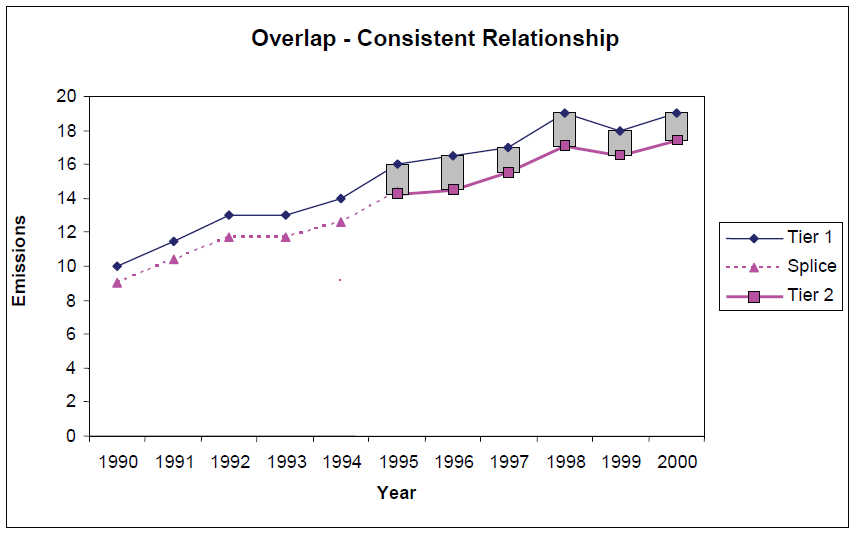 Overlap - Consistent Relationship
20
18
16
14
12
10
8
6
4
2
0
Emissions
1990 1991 1992 1993 1994 1995 1996 1997 1998 1999 2000
Year
Tier 1
Splice
Tier 2